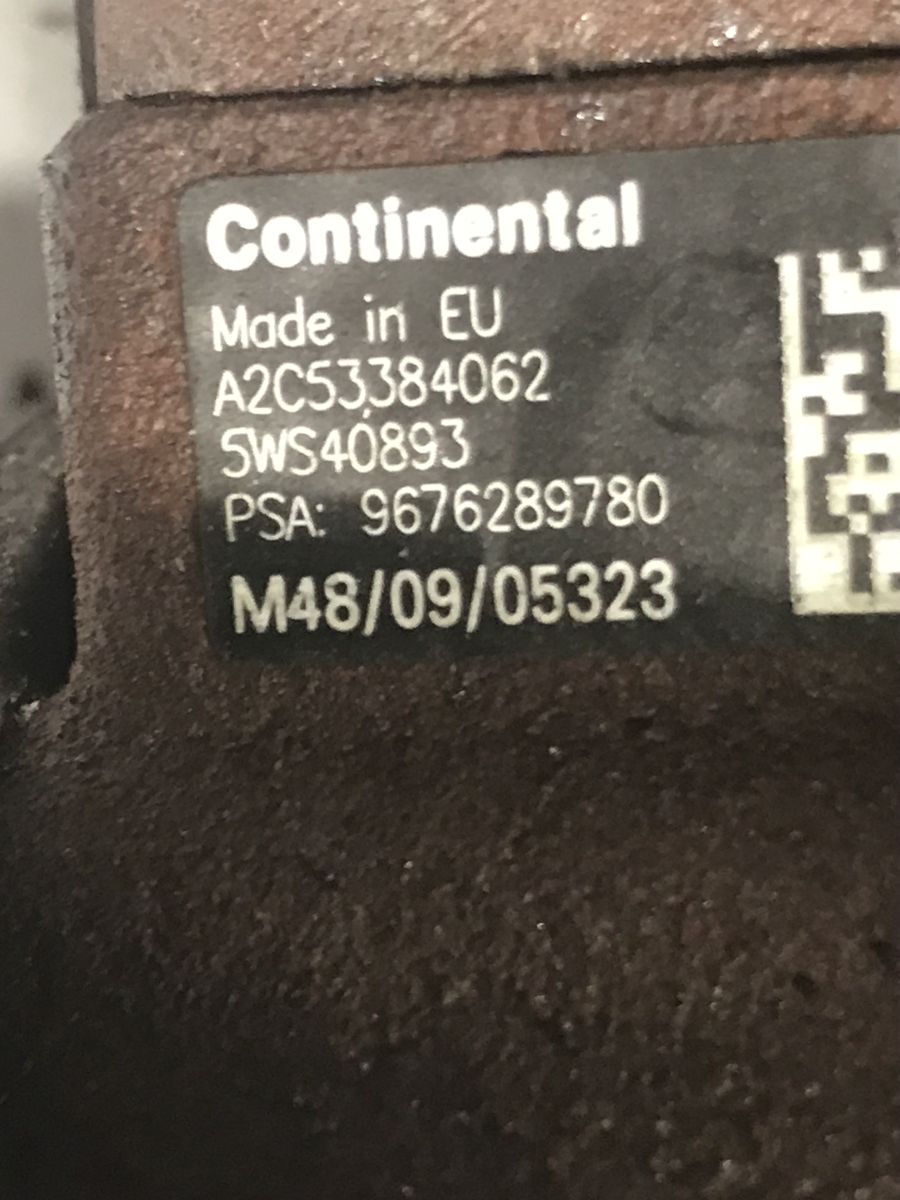 Continental
Made in EU
A2C53384062
5WS40893
PSA: 9676289780
M48/09/05323